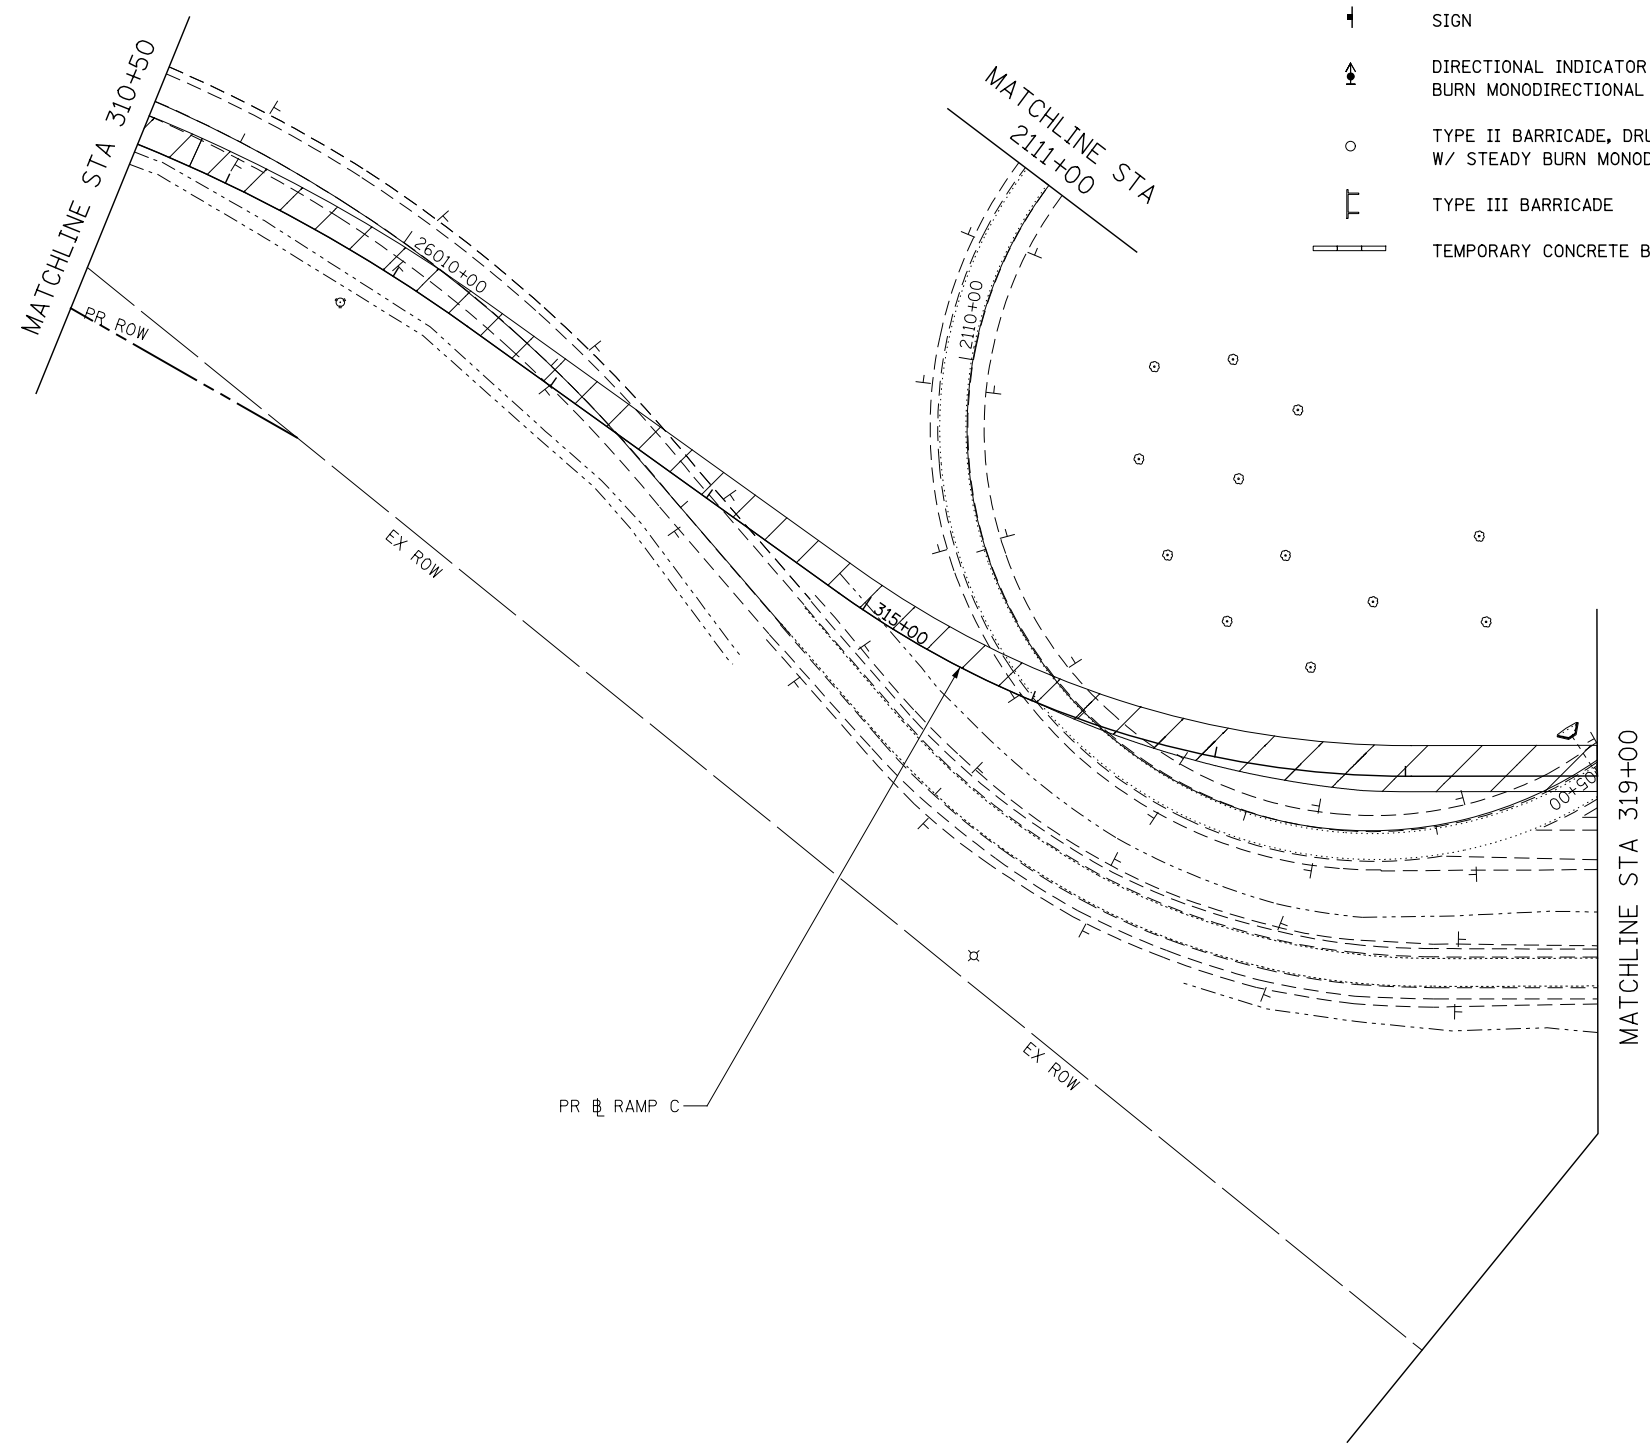 SIGN
DIRECTIONAL INDICATOR
BURN MONODIRECTIONAL
TYPE II BARRICADE,
W/ STEADY BURN
TYPE III BARRICADE
TEMPORARY CONCRETE
MATCHLINE STA 310+50
MATCHLINE STA
2111+00
26010+00
2110+00
PR ROW
EX ROW
315+00
05+00
MATCHLINE STA 319+00
EX ROW
PR ⅊ RAMP C